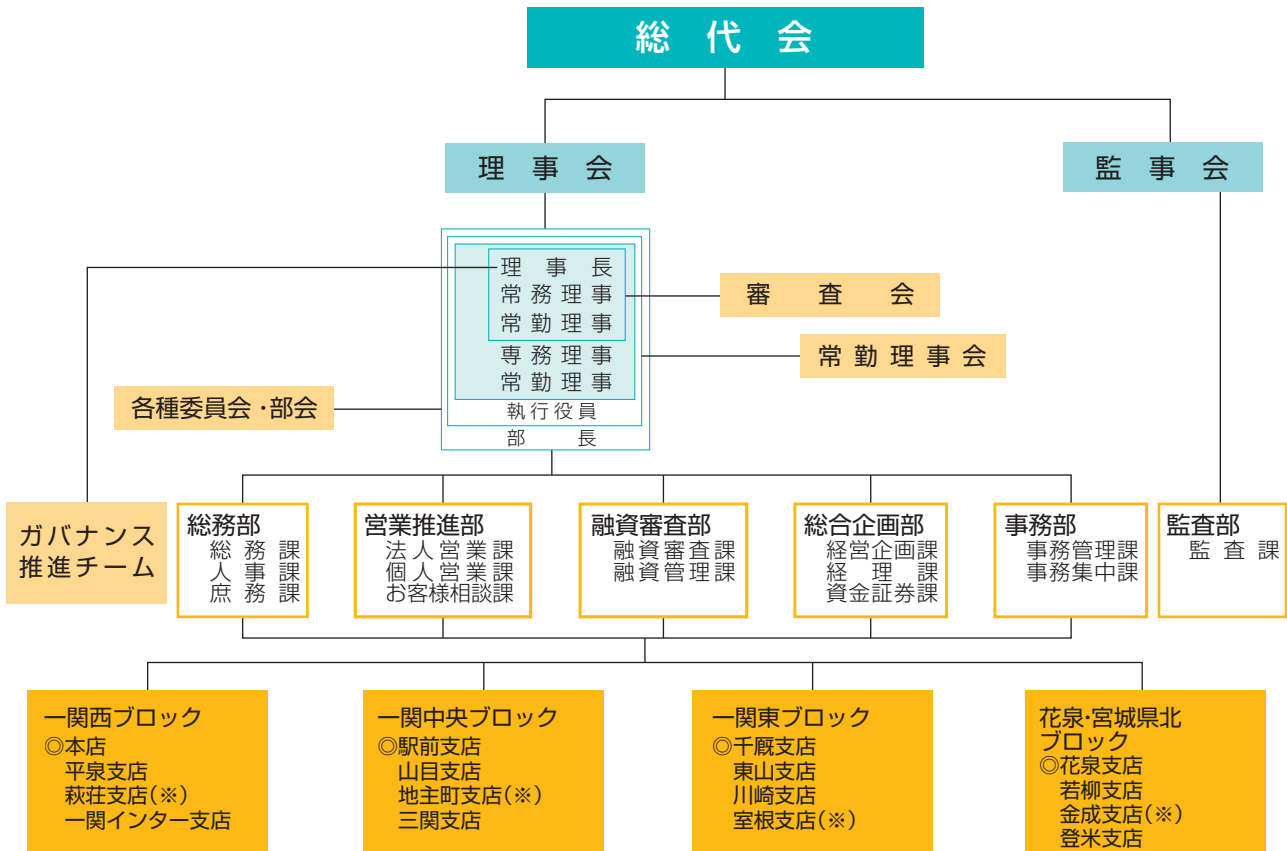 総代会
理事会
監事会
理事長
常務理事
常勤理事
専務理事
常勤理事
執行役員
部長
審査会
常勤理事会
各種委員会・部会
ガバナンス
推進チーム
総務部
総務課
人事課
庶務課
営業推進部
法人営業課
個人営業課
お客様相談課
融資審査部
融資審査課
融資管理課
総合企画部
経営企画課
経理課
資金証券課
事務部
事務管理課
事務集中課
監査部
監査課
一関西ブロック
◎本店
平泉支店
萩荘支店(※)
一関インター支店
一関中央ブロック
◎駅前支店
山目支店
地主町支店(※)
三関支店
一関東ブロック
◎千厩支店
東山支店
川崎支店
室根支店(※)
花泉・宮城県北
ブロック
◎花泉支店
若柳支店
金成支店(※)
登米支店